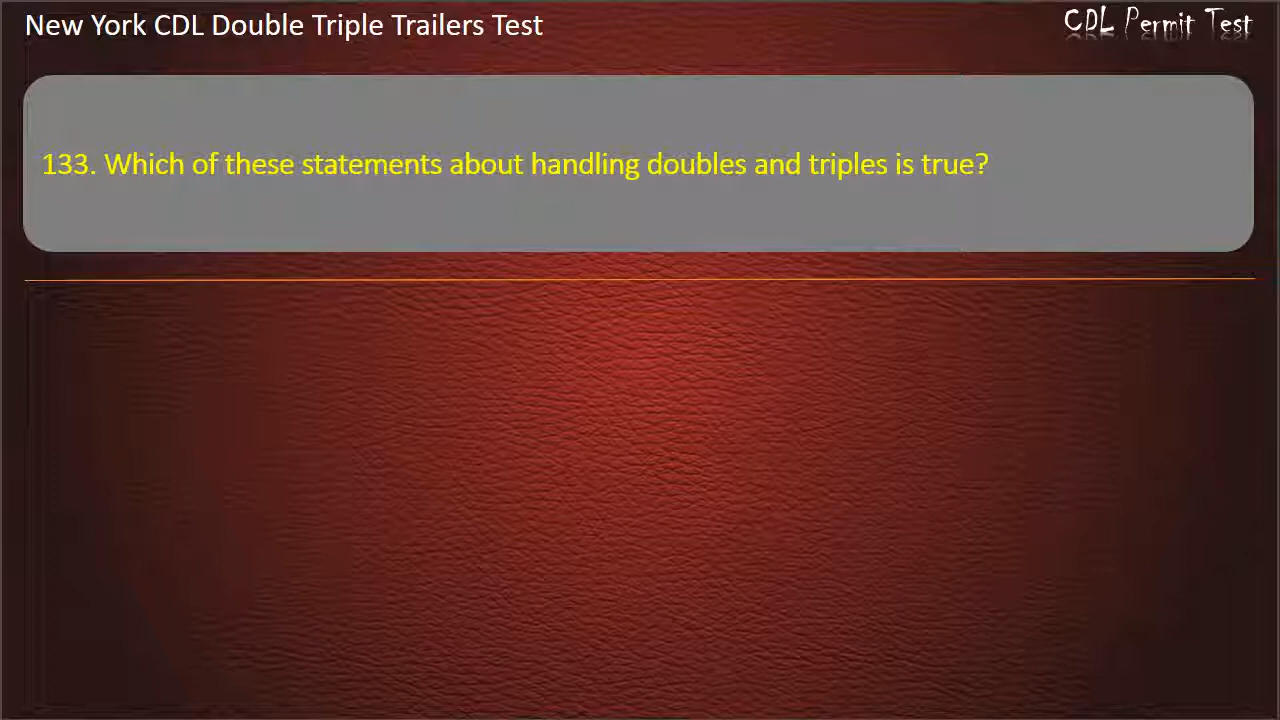 New York CDL Double Triple Trailers Test
CDL Permit Test
133. Which of these statements about handling doubles and triples is true?